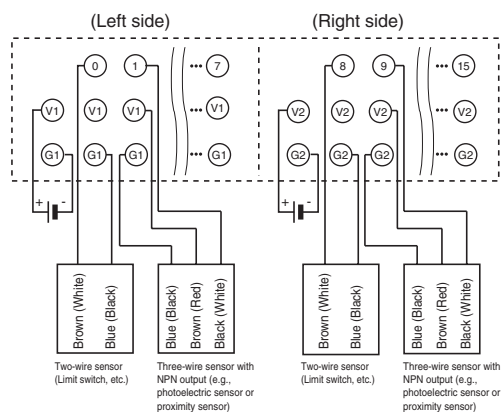 (Left side)
(Right side)
0 1 ••• 7
8 9 ••• 15
V1 V1 V1 ••• V1
V2 V2 V2 ••• V2
G1 G1 G1 ••• G1
G2 G2 G2 ••• G2
+ -
+ -
Brown (White)
Blue (Black)
Blue (Black)
Brown (Red)
Black (White)
Brown (White)
Blue (Black)
Blue (Black)
Brown (Red)
Black (White)
Two-wire sensor
(Limit switch, etc.)
Three-wire sensor with
NPN output (e.g.,
photoelectric sensor or
proximity sensor)
Two-wire sensor
(Limit switch, etc.)
Three-wire sensor with
NPN output (e.g.,
photoelectric sensor or
proximity sensor)